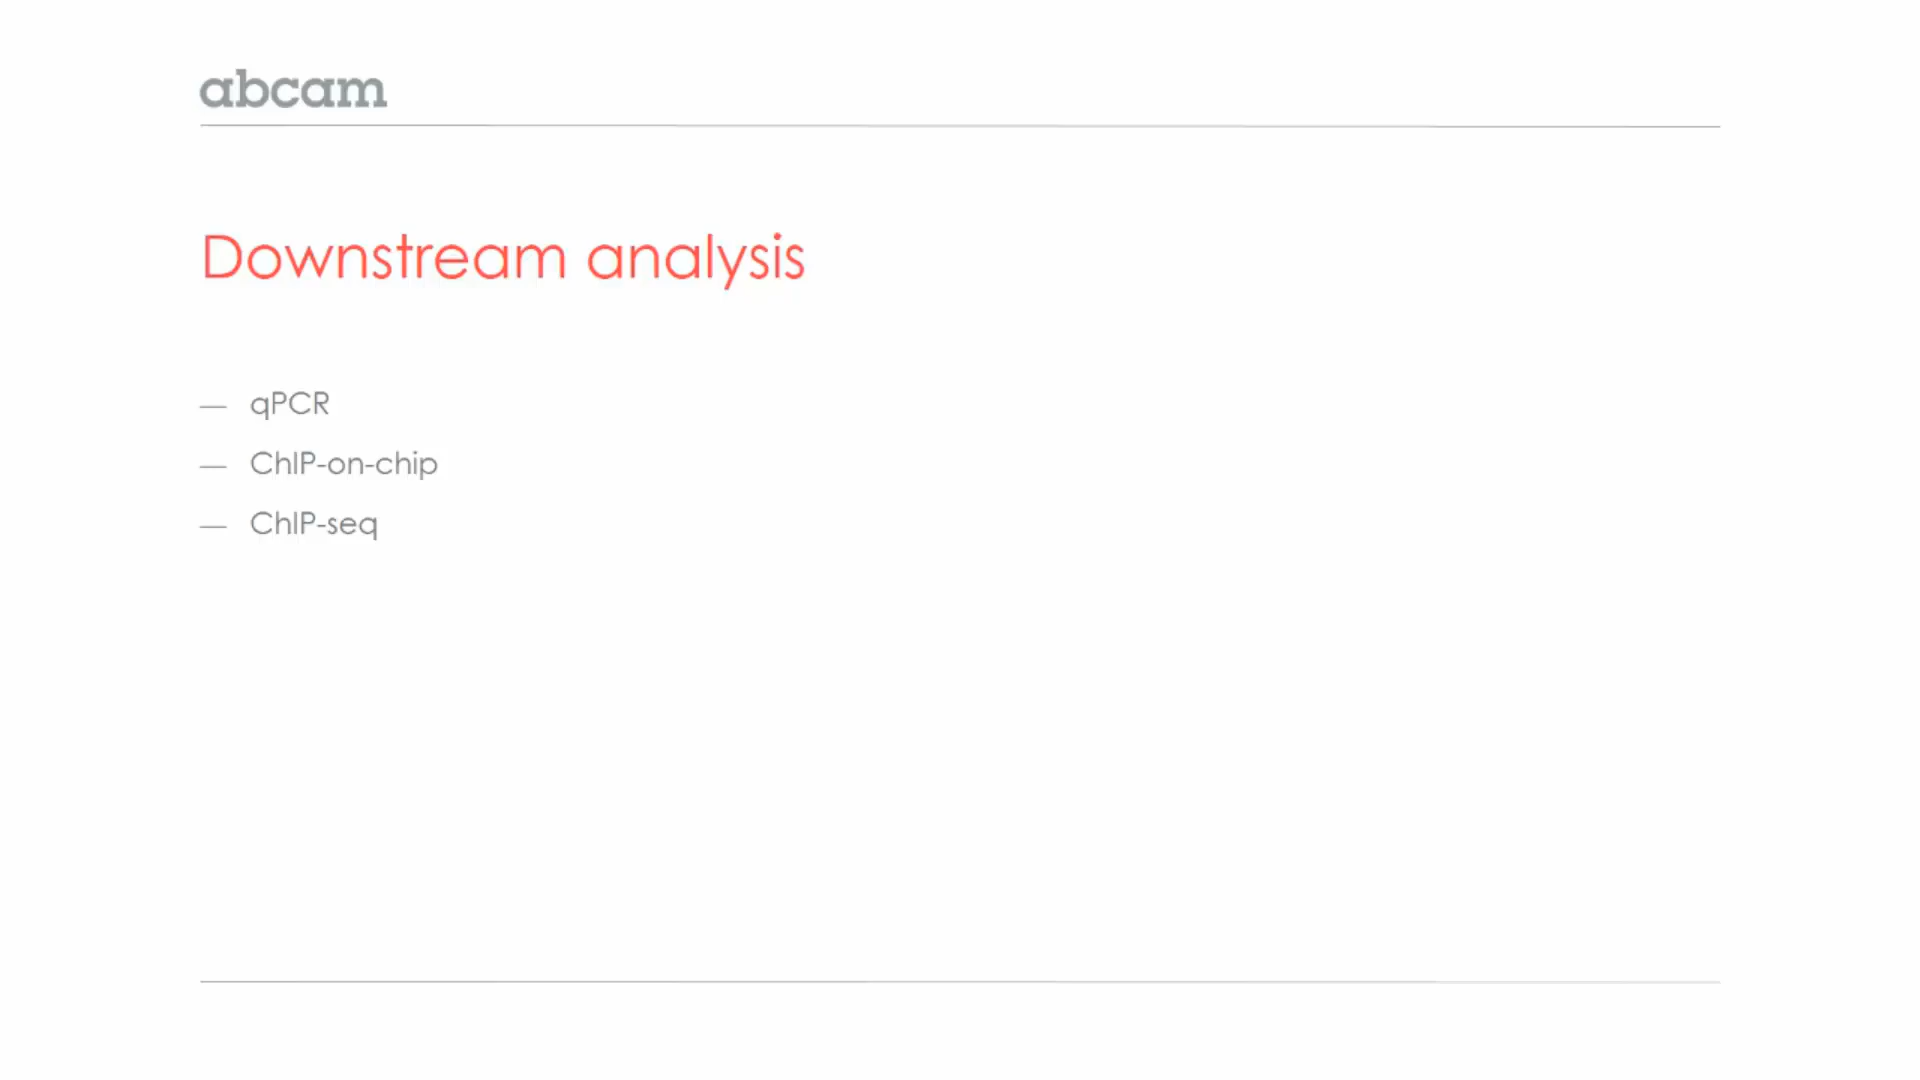 abcam
Downstream analysis
— qPCR
— ChIP-on-chip
— ChIP-seq